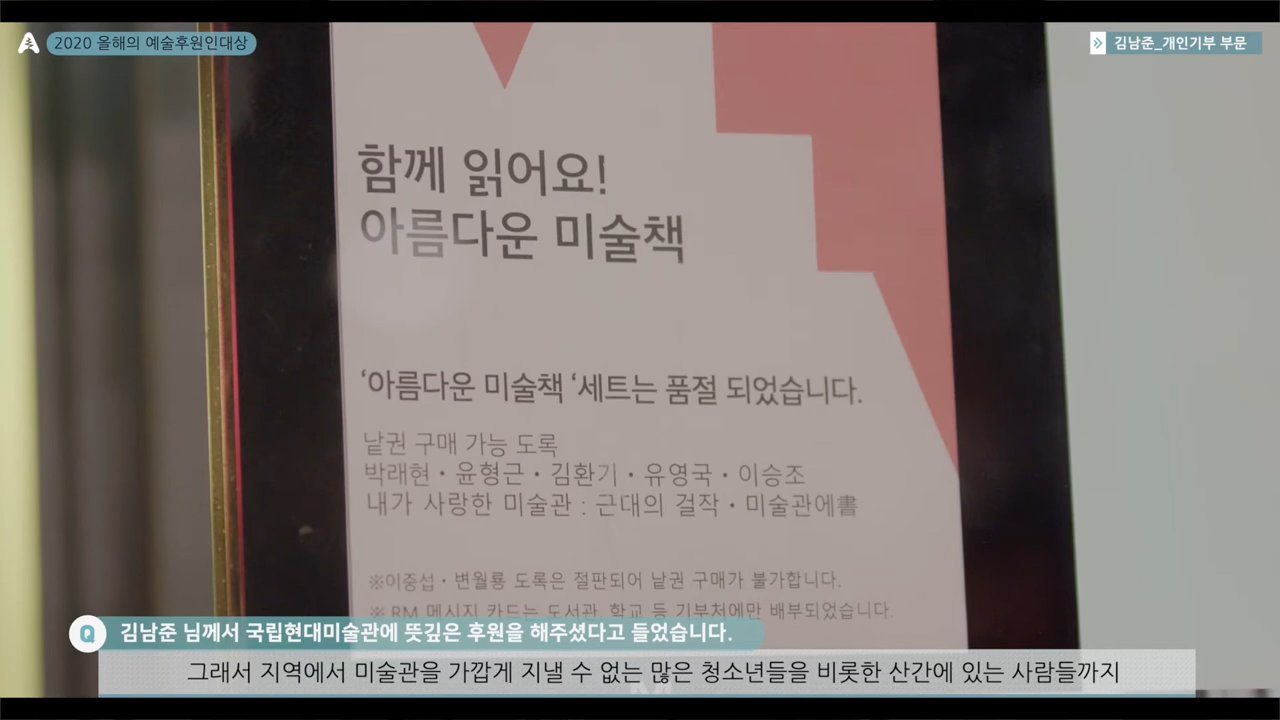 2020 올해의 예술후원인대상
김남준_개인기부 부문
함께 읽어요!
아름다운 미술책
‘아름다운 미술책 ‘세트는 품절 되었습니다.
낱권 구매 가능 도록
박래현・윤형근・김환기・유영국・이승조
내가 사랑한 미술관 : 근대의 걸작・미술관에書
※이중섭・변월룡 도록은 절판되어 낱권 구매가 불가합니다.
※ RM 메시지 카드는 도서관, 학교 등 기부처에만 배부되었습니다.
Q 김남준 님께서 국립현대미술관에 뜻깊은 후원을 해주셨다고 들었습니다.
그래서 지역에서 미술관을 가깝게 지낼 수 없는 많은 청소년들을 비롯한 산간에 있는 사람들까지